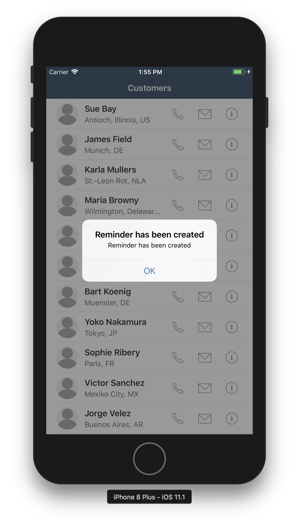 Carrier 1:55 PM
Customers
Sue Bay
Antioch, Illinois, US
James Field
Munich, DE
Karla Mullers
St.-Leon Rot, NLA
Maria Browny
Wilmington, Delawar...
Reminder has been created
Reminder has been created
OK
Bart Koenig
Muenster, DE
Yoko Nakamura
Tokyo, JP
Sophie Ribery
Paris, FR
Victor Sanchez
Mexiko City, MX
Jorge Velez
Buenos Aires, AR
iPhone 8 Plus - iOS 11.1